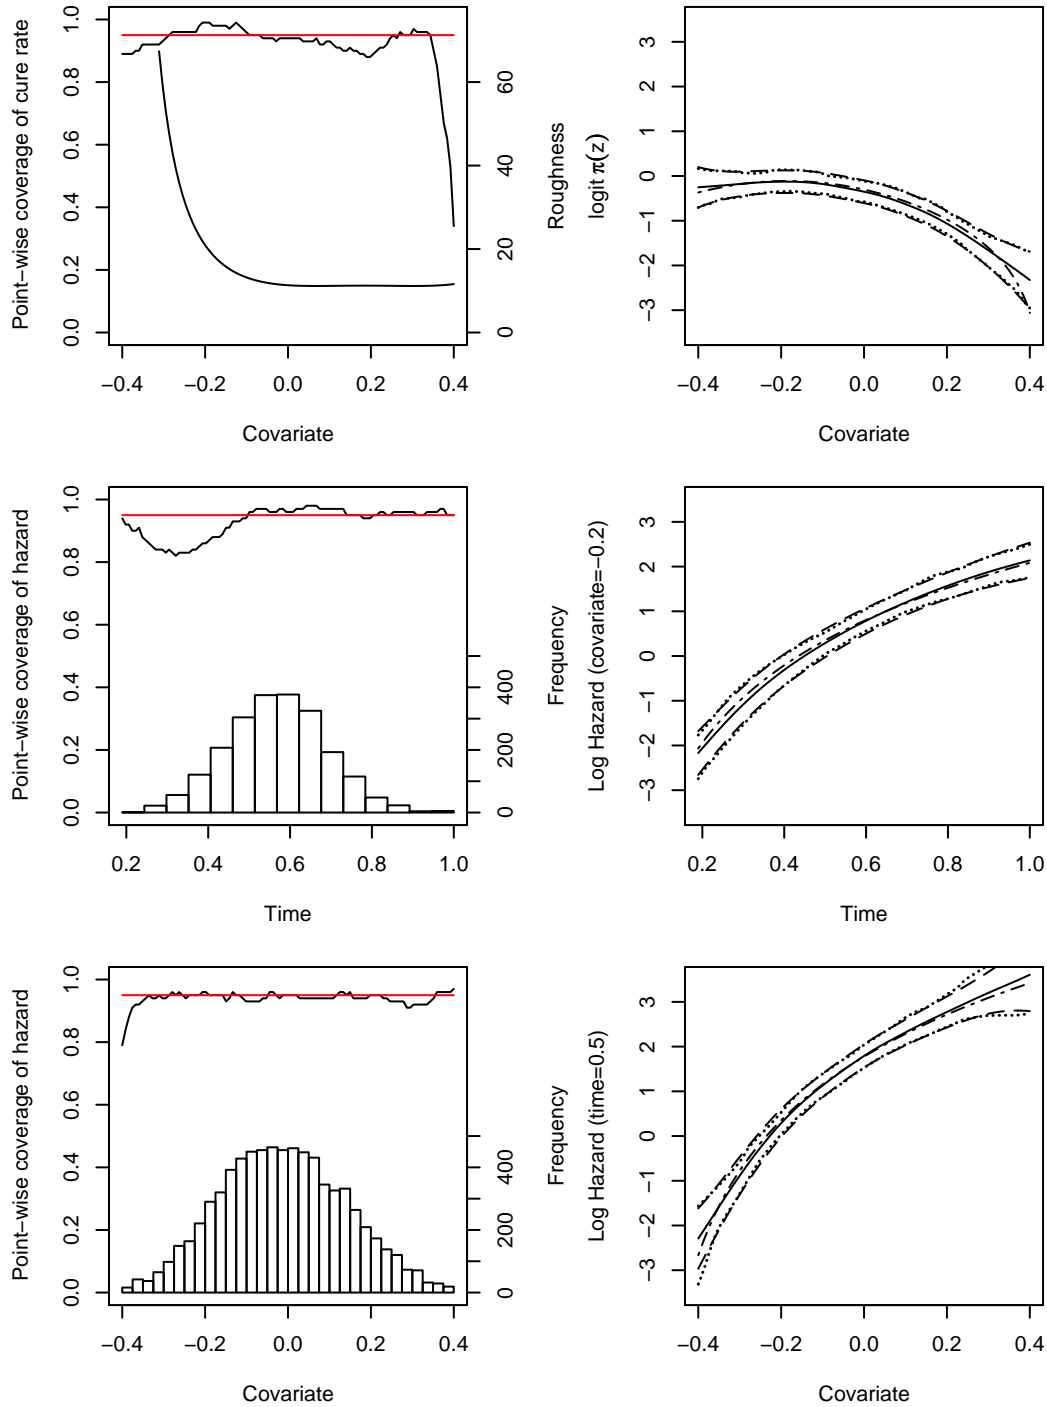 Point−wise coverage of cure rate
1.0
0.8
0.6
0.4
0.2
0.0
60
40
20
0
Roughness
−0.4 −0.2 0.0 0.2 0.4
Covariate
logit π(z)
3
2
1
0
−1
−2
−3
−0.4 −0.2 0.0 0.2 0.4
Covariate
Point−wise coverage of hazard
1.0
0.8
0.6
0.4
0.2
0.0
400
200
0
Frequency
0.2 0.4 0.6 0.8 1.0
Time
Log Hazard (covariate=−0.2)
3
2
1
0
−1
−2
−3
0.2 0.4 0.6 0.8 1.0
Time
Point−wise coverage of hazard
1.0
0.8
0.6
0.4
0.2
0.0
400
200
0
Frequency
−0.4 −0.2 0.0 0.2 0.4
Covariate
Log Hazard (time=0.5)
3
2
1
0
−1
−2
−3
−0.4 −0.2 0.0 0.2 0.4
Covariate